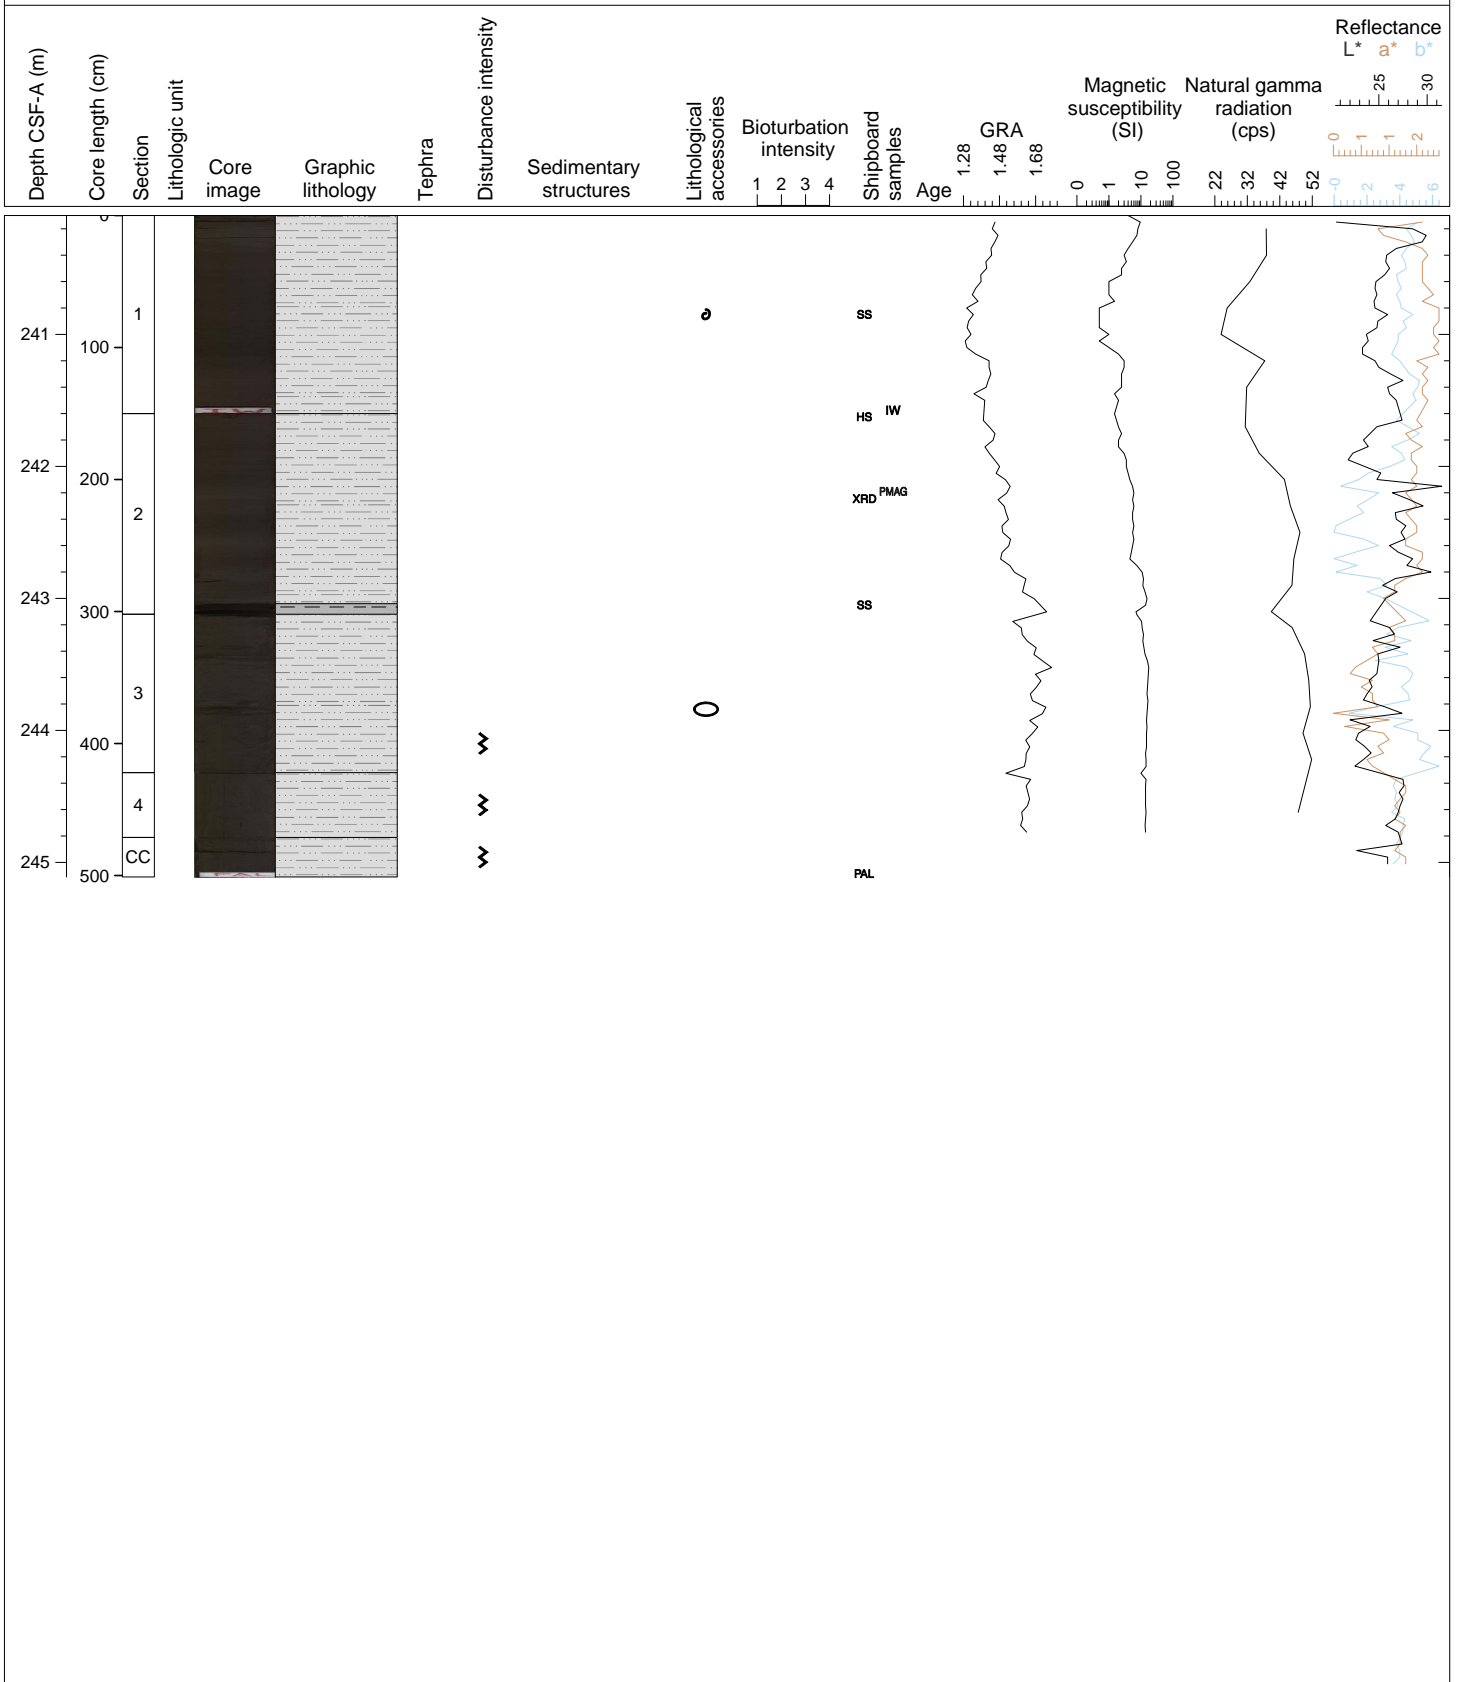 Depth CSF-A (m)
Core length (cm)
Section
Lithologic unit
Core
image
Graphic
lithology
Tephra
Disturbance intensity
Sedimentary
structures
Lithological
accessories
Bioturbation
intensity
1 2 3 4
Shipboard
samples
Age
GRA
1.28 1.48 1.68
Magnetic
susceptibility
(SI)
0 1 10 100
Natural gamma
radiation
(cps)
22 32 42 52
Reflectance
L* a* b*
25 30
0 1 1 2
-0 2 4 6
0
1
SS
241
100
HS IW
242
200
XRD PMAG
2
243
300
SS
3
244
400
4
CC
245
500
PAL